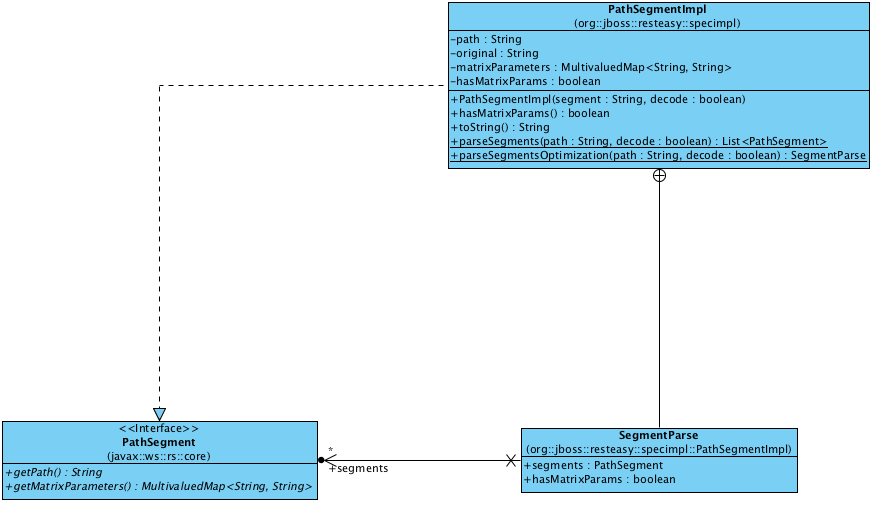 PathSegmentImpl
(org::jboss::resteasy::specimpl)
-path : String
-original : String
-matrixParameters : MultivaluedMap<String, String>
-hasMatrixParams : boolean
+PathSegmentImpl(segment : String, decode : boolean)
+hasMatrixParams() : boolean
+toString() : String
+parseSegments(path : String, decode : boolean) : List<PathSegment>
+parseSegmentsOptimization(path : String, decode : boolean) : SegmentParse
<<Interface>>
PathSegment
(javax::ws::rs::core)
+getPath() : String
+getMatrixParameters() : MultivaluedMap<String, String>
*
+segments
SegmentParse
(org::jboss::resteasy::specimpl::PathSegmentImpl)
+segments : PathSegment
+hasMatrixParams : boolean